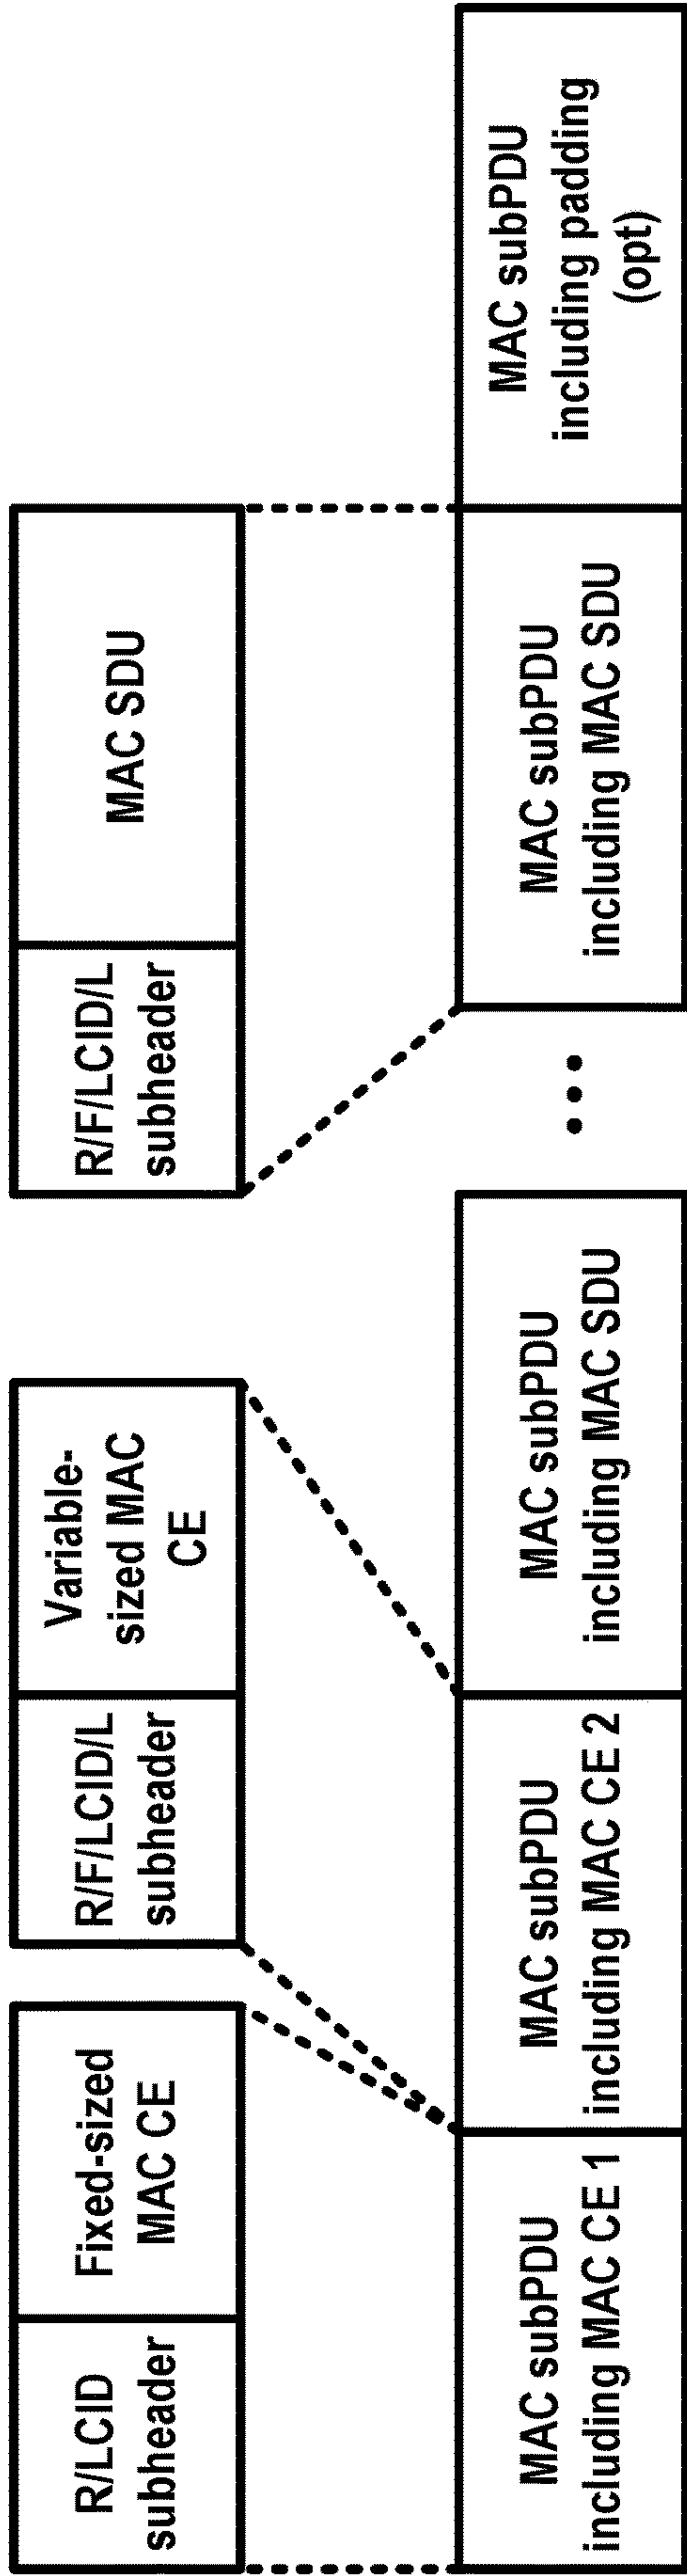 R/LCID
subheader
Fixed-sized
MAC CE
R/F/LCID/L
subheader
Variable-
sized MAC
CE
R/F/LCID/L
subheader
MAC SDU
MAC subPDU
including MAC CE 1
MAC subPDU
including MAC CE 2
MAC subPDU
including MAC SDU
...
MAC subPDU
including MAC SDU
MAC subPDU
including padding
(opt)